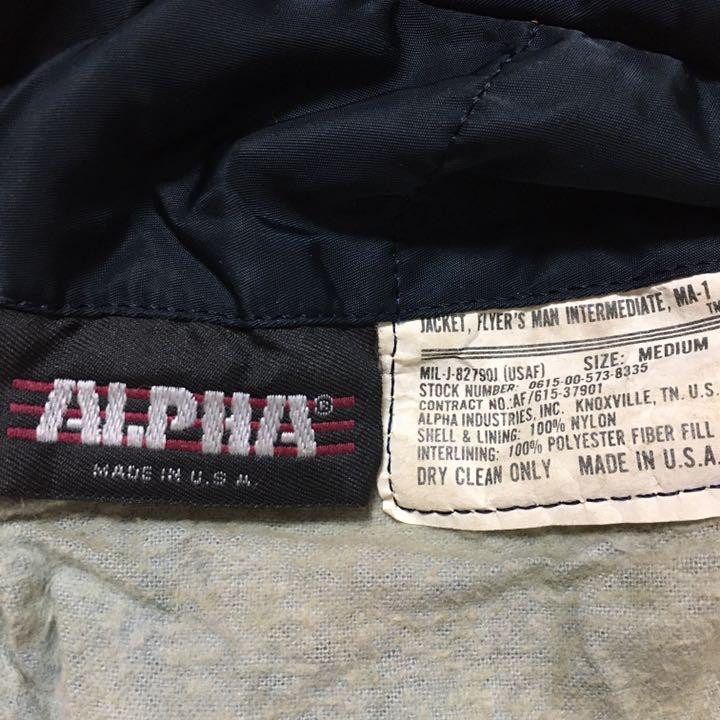 ALPHA®
MADE IN U.S.A.
JACKET, FLYER'S MAN INTERMEDIATE, MA-1
TM
MIL-J-82790J (USAF) SIZE: MEDIUM
STOCK NUMBER: 0615-00-573-8335
CONTRACT NO:AF/615-37901
ALPHA INDUSTRIES, INC. KNOXVILLE, TN. U.S.
SHELL & LINING: 100% NYLON
INTERLINING: 100% POLYESTER FIBER FILL
DRY CLEAN ONLY MADE IN U.S.A.